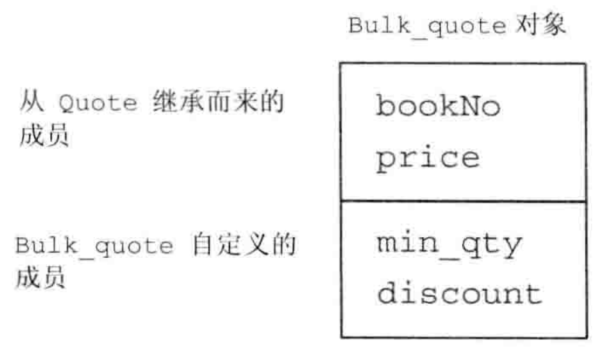 Bulk_quote 对象
从 Quote 继承而来的
成员
bookNo
price
Bulk_quote 自定义的
成员
min_qty
discount